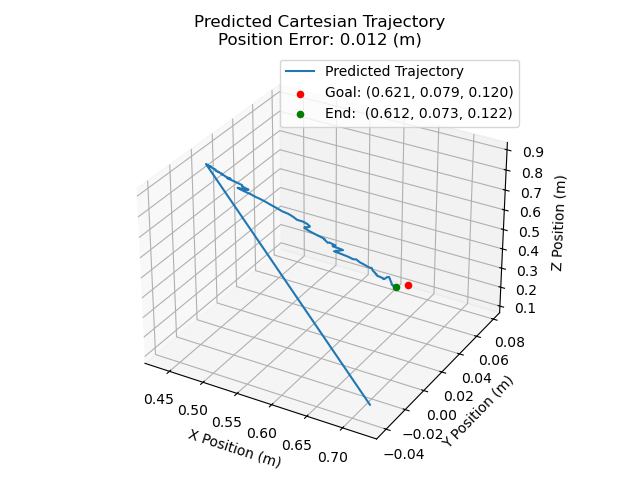 Predicted Cartesian Trajectory
Position Error: 0.012 (m)
Predicted Trajectory
Goal: (0.621, 0.079, 0.120)
End:  (0.612, 0.073, 0.122)
0.9
0.8
0.7
0.6
0.5
0.4
0.3
0.2
0.1
Z Position (m)
0.08
0.06
0.04
0.02
0.00
−0.02
−0.04
Y Position (m)
0.45
0.50
0.55
0.60
0.65
0.70
X Position (m)